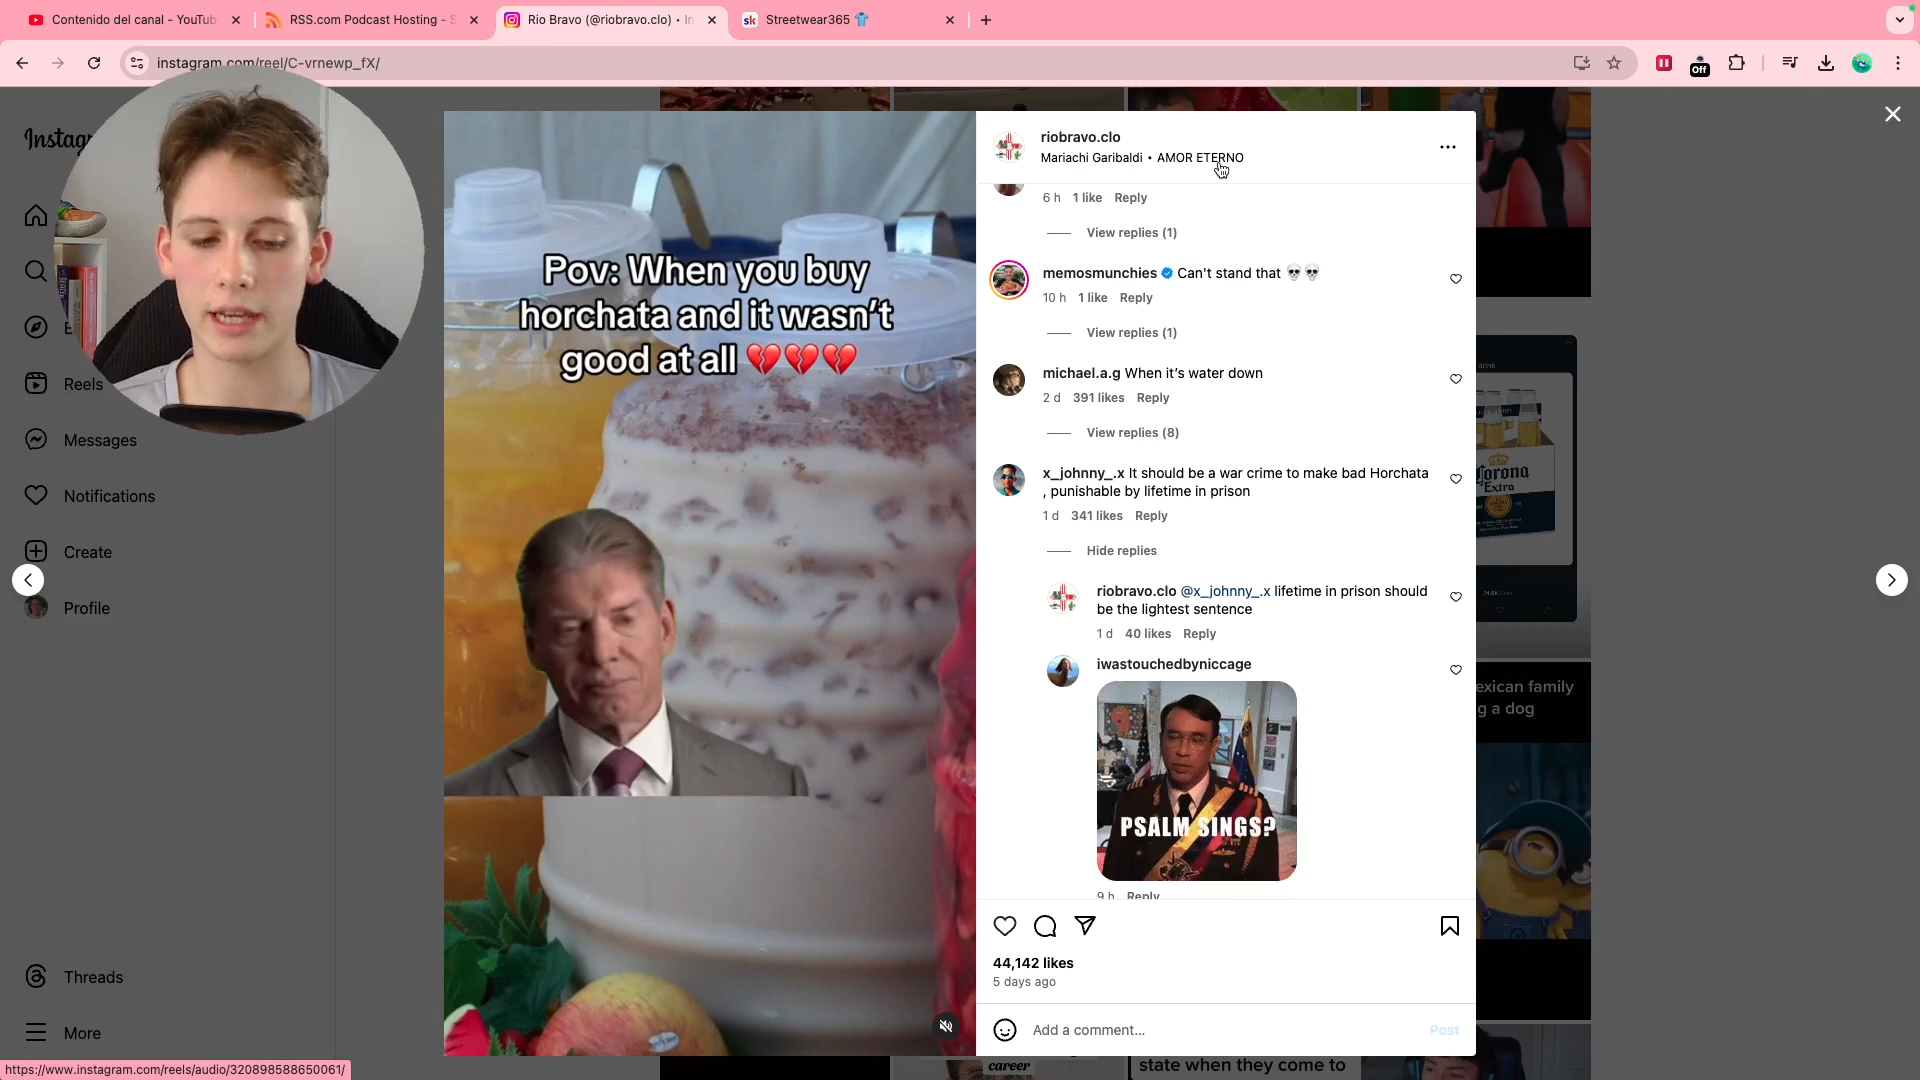 Contenido del canal - YouTub
RSS.com Podcast Hosting - S
Rio Bravo (@riobravo.clo) • In
sk Streetwear365
instagram.com/reel/C-vrnewp_fX/
Off
Reels
Messages
Notifications
Create
Profile
Threads
More
https://www.instagram.com/reels/audio/320898588650061/
Pov: When you buy
horchata and it wasn't
good at all 💔💔💔
riobravo.clo
Mariachi Garibaldi • AMOR ETERNO
6 h 1 like Reply
View replies (1)
memosmunchies Can't stand that 💀💀
10 h 1 like Reply
View replies (1)
michael.a.g When it's water down
2 d 391 likes Reply
View replies (8)
x_johnny_.x It should be a war crime to make bad Horchata
, punishable by lifetime in prison
1 d 341 likes Reply
Hide replies
riobravo.clo @x_johnny_.x lifetime in prison should
be the lightest sentence
1 d 40 likes Reply
iwastouchedbyniccage
PSALM SINGS?
9 h Reply
44,142 likes
5 days ago
Add a comment...
Post
drink
Corona
Extra
exican family
g a dog
career
state when they come to